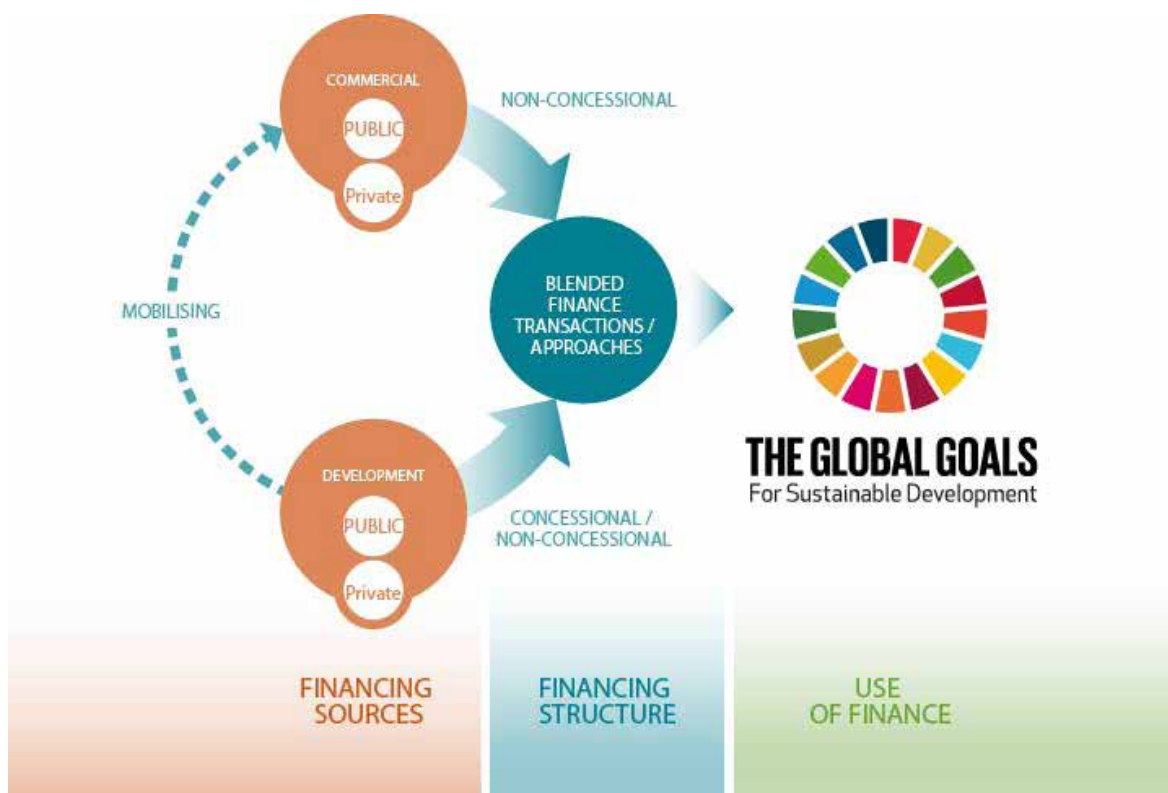 COMMERCIAL
PUBLIC
Private
NON-CONCESSIONAL
MOBILISING
BLENDED
FINANCE
TRANSACTIONS /
APPROACHES
DEVELOPMENT
PUBLIC
Private
CONCESSIONAL /
NON-CONCESSIONAL
THE GLOBAL GOALS
For Sustainable Development
FINANCING
SOURCES
FINANCING
STRUCTURE
USE
OF FINANCE